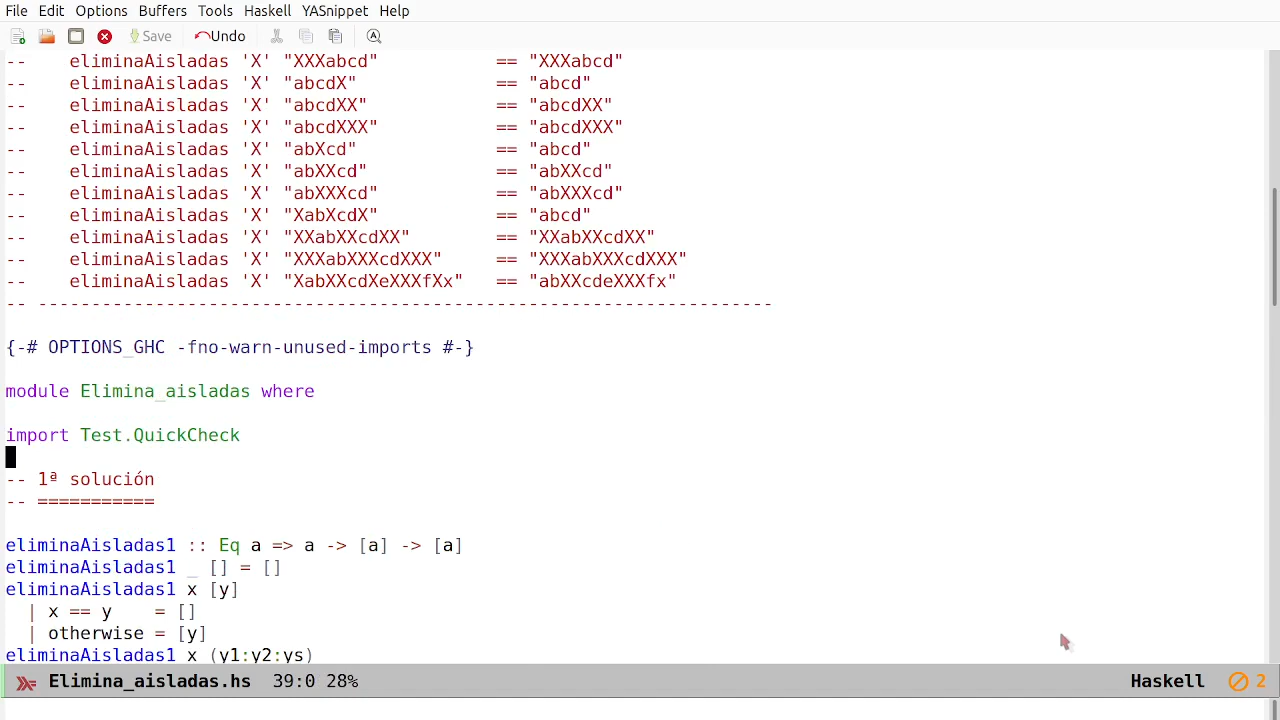 File Edit Options Buffers Tools Haskell YASnippet Help
Save Undo
--    eliminaAisladas 'X' "XXXabcd"           == "XXXabcd"
--    eliminaAisladas 'X' "abcdX"             == "abcd"
--    eliminaAisladas 'X' "abcdXX"            == "abcdXX"
--    eliminaAisladas 'X' "abcdXXX"           == "abcdXXX"
--    eliminaAisladas 'X' "abXcd"             == "abcd"
--    eliminaAisladas 'X' "abXXcd"            == "abXXcd"
--    eliminaAisladas 'X' "abXXXcd"           == "abXXXcd"
--    eliminaAisladas 'X' "XabXcdX"           == "abcd"
--    eliminaAisladas 'X' "XXabXXcdXX"        == "XXabXXcdXX"
--    eliminaAisladas 'X' "XXXabXXXcdXXX"     == "XXXabXXXcdXXX"
--    eliminaAisladas 'X' "XabXXcdXeXXXfXx"   == "abXXcdeXXXfx"
-- ---------------------------------------------------------------------
{-# OPTIONS_GHC -fno-warn-unused-imports #-}
module Elimina_aisladas where
import Test.QuickCheck
-- 1ª solución
-- ===========
eliminaAisladas1 :: Eq a => a -> [a] -> [a]
eliminaAisladas1 _ [] = []
eliminaAisladas1 x [y]
  | x == y    = []
  | otherwise = [y]
eliminaAisladas1 x (y1:y2:ys)
Elimina_aisladas.hs  39:0 28% Haskell 2